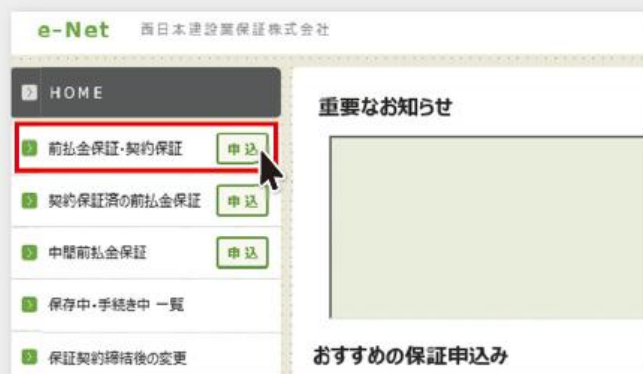 e-Net 西日本建設業保証株式会社
HOME
重要なお知らせ
前払金保証・契約保証 申込
契約保証済の前払金保証 申込
中間前払金保証 申込
保存中・手続き中 一覧
保証契約締結後の変更
おすすめの保証申込み